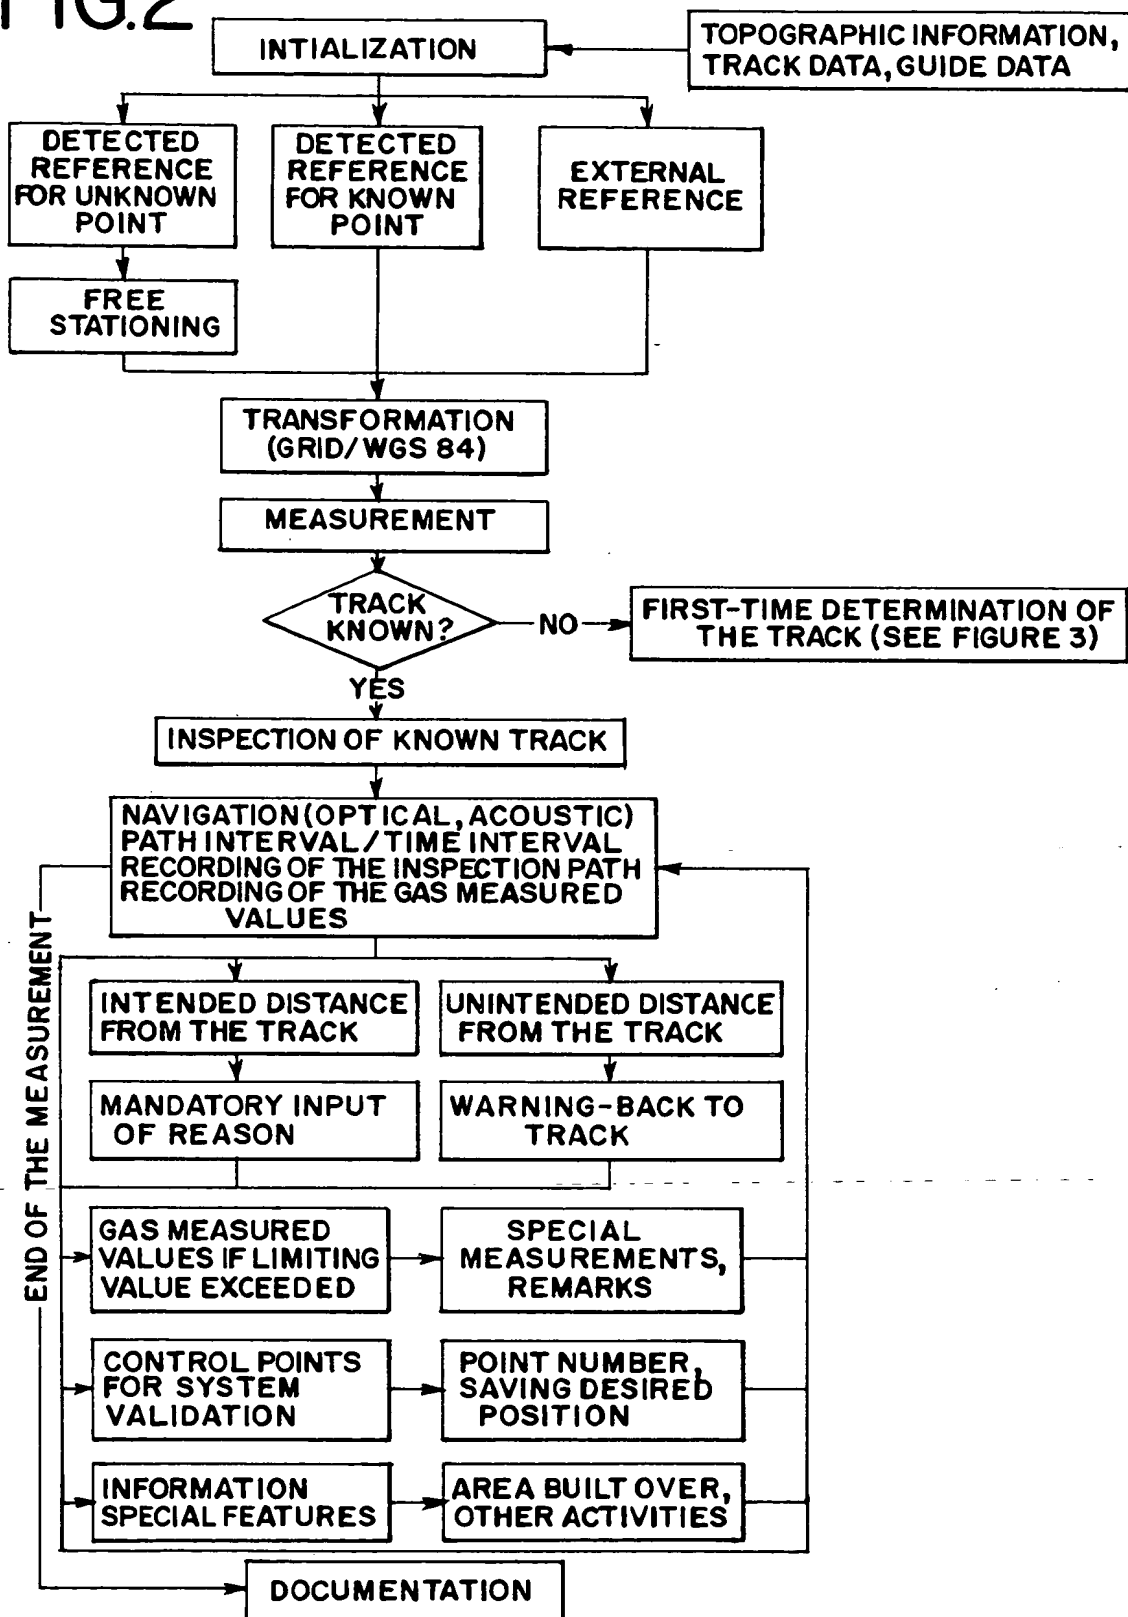 FIG.2
INTIALIZATION
TOPOGRAPHIC INFORMATION,
TRACK DATA, GUIDE DATA
DETECTED
REFERENCE
FOR UNKNOWN
POINT
DETECTED
REFERENCE
FOR KNOWN
POINT
EXTERNAL
REFERENCE
FREE
STATIONING
TRANSFORMATION
(GRID/WGS 84)
MEASUREMENT
TRACK
KNOWN?
NO
FIRST-TIME DETERMINATION OF
THE TRACK (SEE FIGURE 3)
YES
INSPECTION OF KNOWN TRACK
NAVIGATION (OPTICAL, ACOUSTIC)
PATH INTERVAL/TIME INTERVAL
RECORDING OF THE INSPECTION PATH
RECORDING OF THE GAS MEASURED
VALUES
END OF THE MEASUREMENT
INTENDED DISTANCE
FROM THE TRACK
UNINTENDED DISTANCE
FROM THE TRACK
MANDATORY INPUT
OF REASON
WARNING-BACK TO
TRACK
GAS MEASURED
VALUES IF LIMITING
VALUE EXCEEDED
SPECIAL
MEASUREMENTS,
REMARKS
CONTROL POINTS
FOR SYSTEM
VALIDATION
POINT NUMBER,
SAVING DESIRED
POSITION
INFORMATION
SPECIAL FEATURES
AREA BUILT OVER,
OTHER ACTIVITIES
DOCUMENTATION